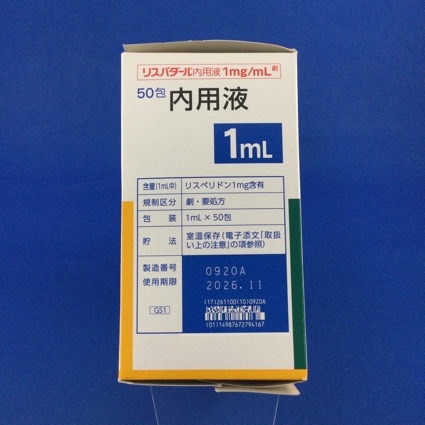 リスパダール内用液1mg/mL 劇
50包 内用液
1mL
含量(1mL中) リスペリドン1mg含有
規制区分 劇・要処方
包装 1mL×50包
貯法 室温保存(電子添文「取扱
い上の注意」の項参照)
製造番号 0920A
使用期限 2026.11
(17)261100(10)0920A
GS1
(01)14987672794167